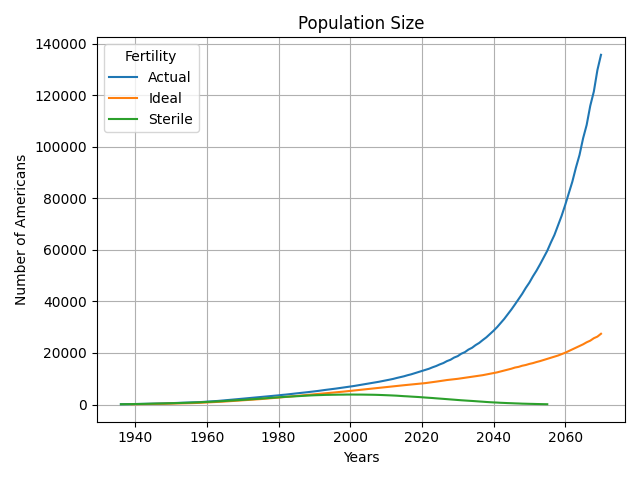 Population Size
Fertility
Actual
Ideal
Sterile
Number of Americans
140000
120000
100000
80000
60000
40000
20000
0
1940 1960 1980 2000 2020 2040 2060
Years